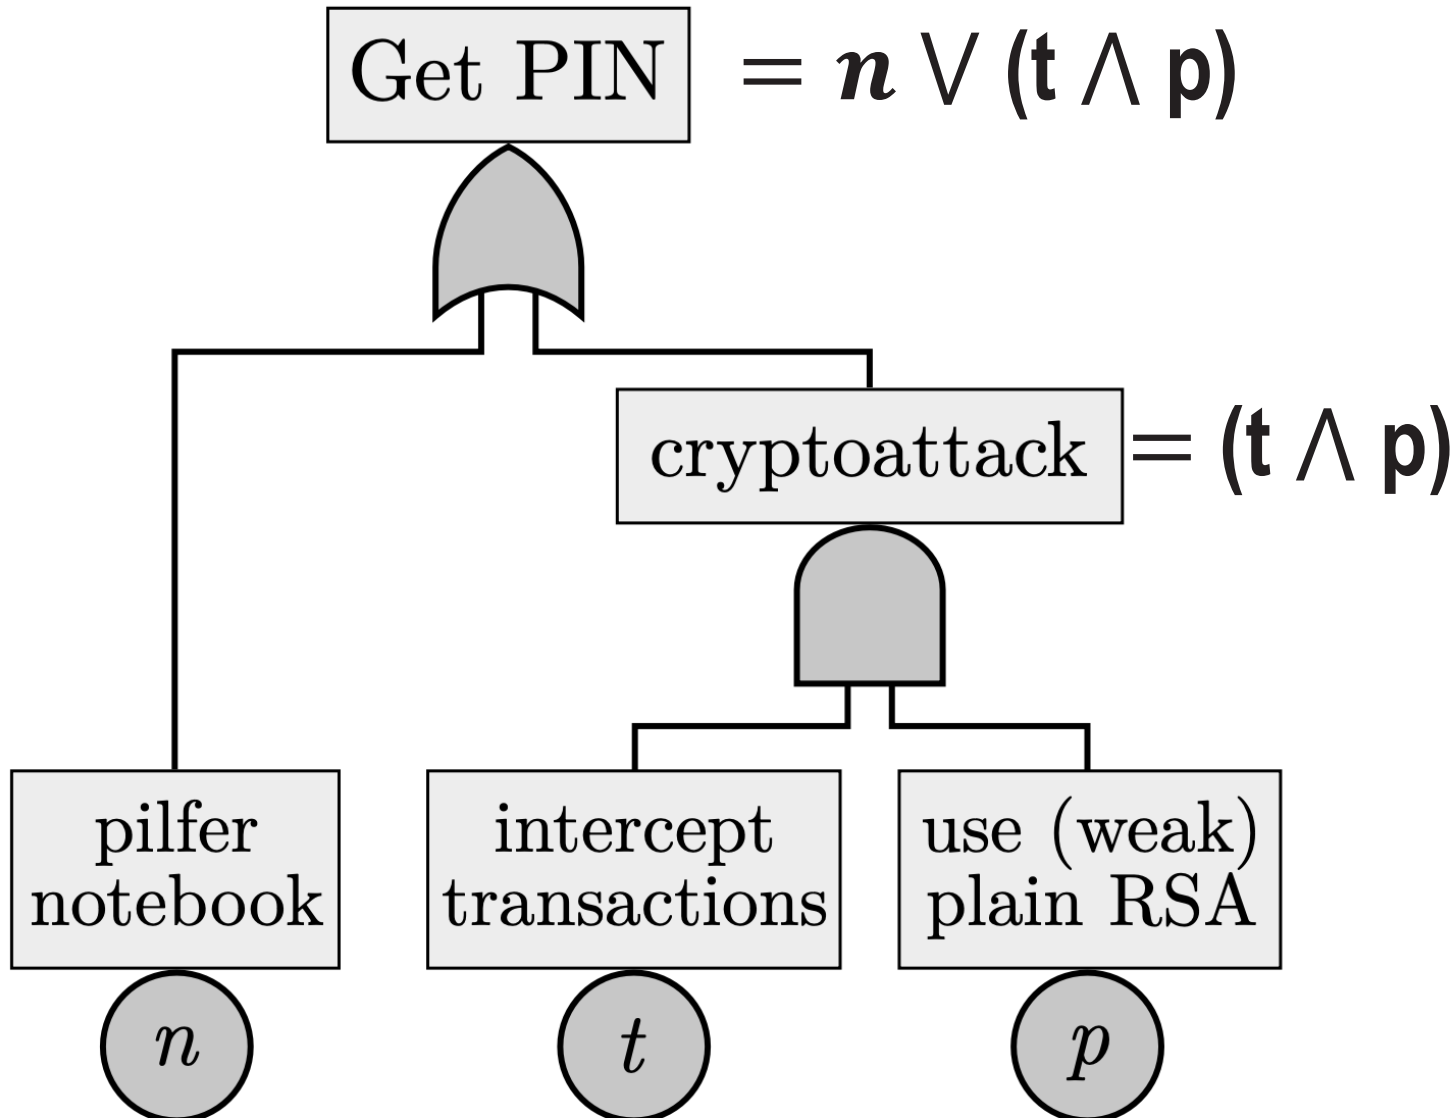 Get PIN = n ∨ (t ∧ p)
cryptoattack = (t ∧ p)
pilfer
notebook
intercept
transactions
use (weak)
plain RSA
n
t
p